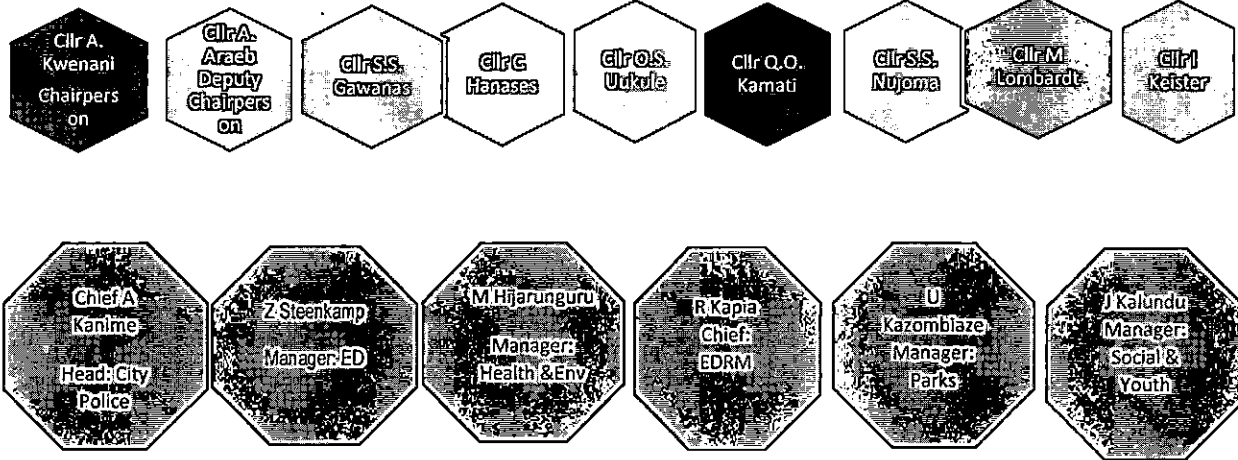 Cllr A.
Kwenani
Chairpers
on
Cllr A.
Araeb
Deputy
Chairpers
on
Cllr S.S.
Gawanas
Cllr C
Hanases
Cllr O.S.
Uukule
Cllr Q.O.
Kamati
Cllr S.S.
Nujoma
Cllr M
Lombardt
Cllr I
Keister
Chief A
Kanime
Head: City
Police
Z Steenkamp
Manager: ED
M Hijarunguru
Manager:
Health &Env
R Kapia
Chief:
EDRM
U
Kazombiaze
Manager:
Parks
J Kalundu
Manager:
Social &
Youth